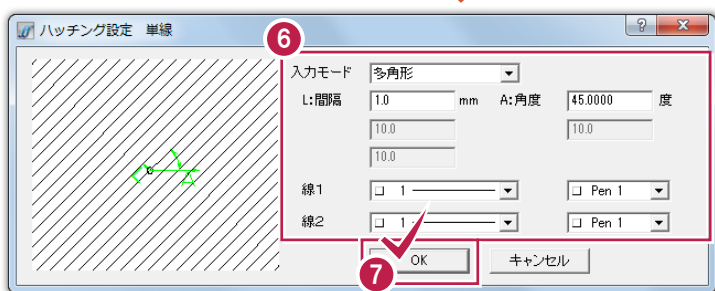 ハッチング設定 単線
6
入力モード 多角形
L:間隔 1.0 mm A:角度 45.0000 度
10.0 10.0
10.0
線1 1 Pen 1
線2 1 Pen 1
7 OK キャンセル